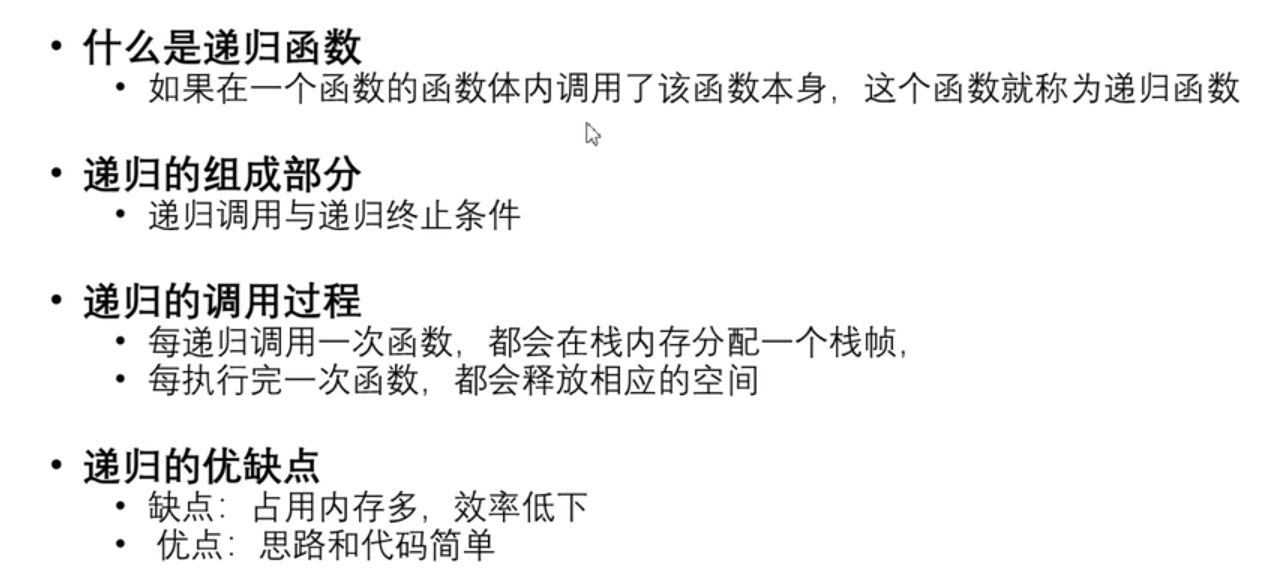 • 什么是递归函数
• 如果在一个函数的函数体内调用了该函数本身，这个函数就称为递归函数
• 递归的组成部分
• 递归调用与递归终止条件
• 递归的调用过程
• 每递归调用一次函数，都会在栈内存分配一个栈帧，
• 每执行完一次函数，都会释放相应的空间
• 递归的优缺点
• 缺点：占用内存多，效率低下
• 优点：思路和代码简单